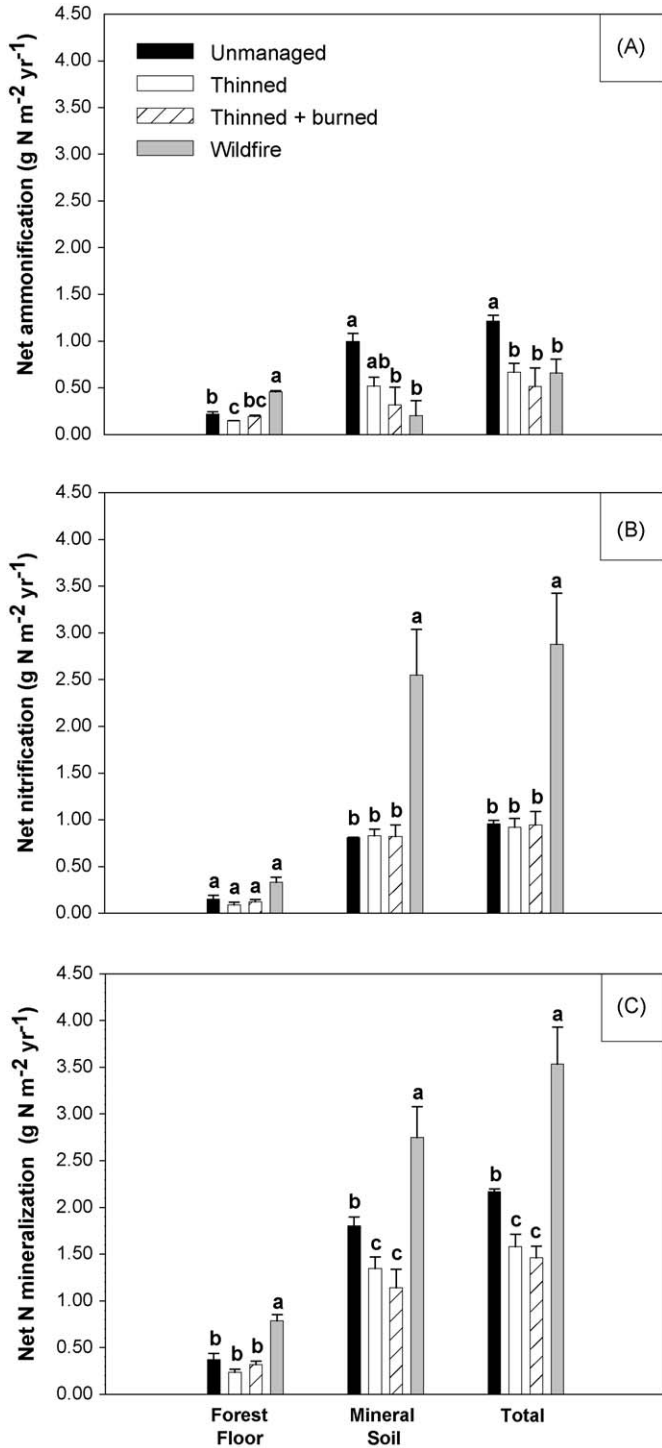 4.50
4.00
3.50
3.00
2.50
2.00
1.50
1.00
0.50
0.00
Net ammonification (g N m-2 yr-1)
Unmanaged
Thinned
Thinned + burned
Wildfire
(A)
b c bc a
a ab b b
a b b b
4.50
4.00
3.50
3.00
2.50
2.00
1.50
1.00
0.50
0.00
Net nitrification (g N m-2 yr-1)
(B)
a a a a
b b b a
b b b a
4.50
4.00
3.50
3.00
2.50
2.00
1.50
1.00
0.50
0.00
Net N mineralization (g N m-2 yr-1)
(C)
b b b a
b c c a
b c c a
Forest
Floor
Mineral
Soil
Total